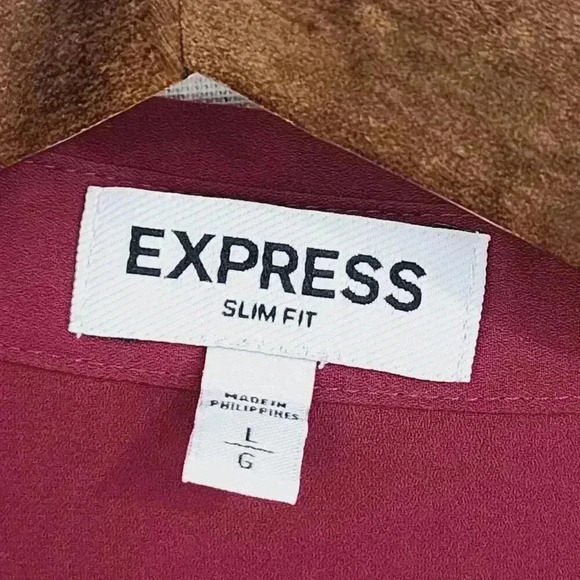 EXPRESS
SLIM FIT
MADE IN
PHILIPPINES
L
G